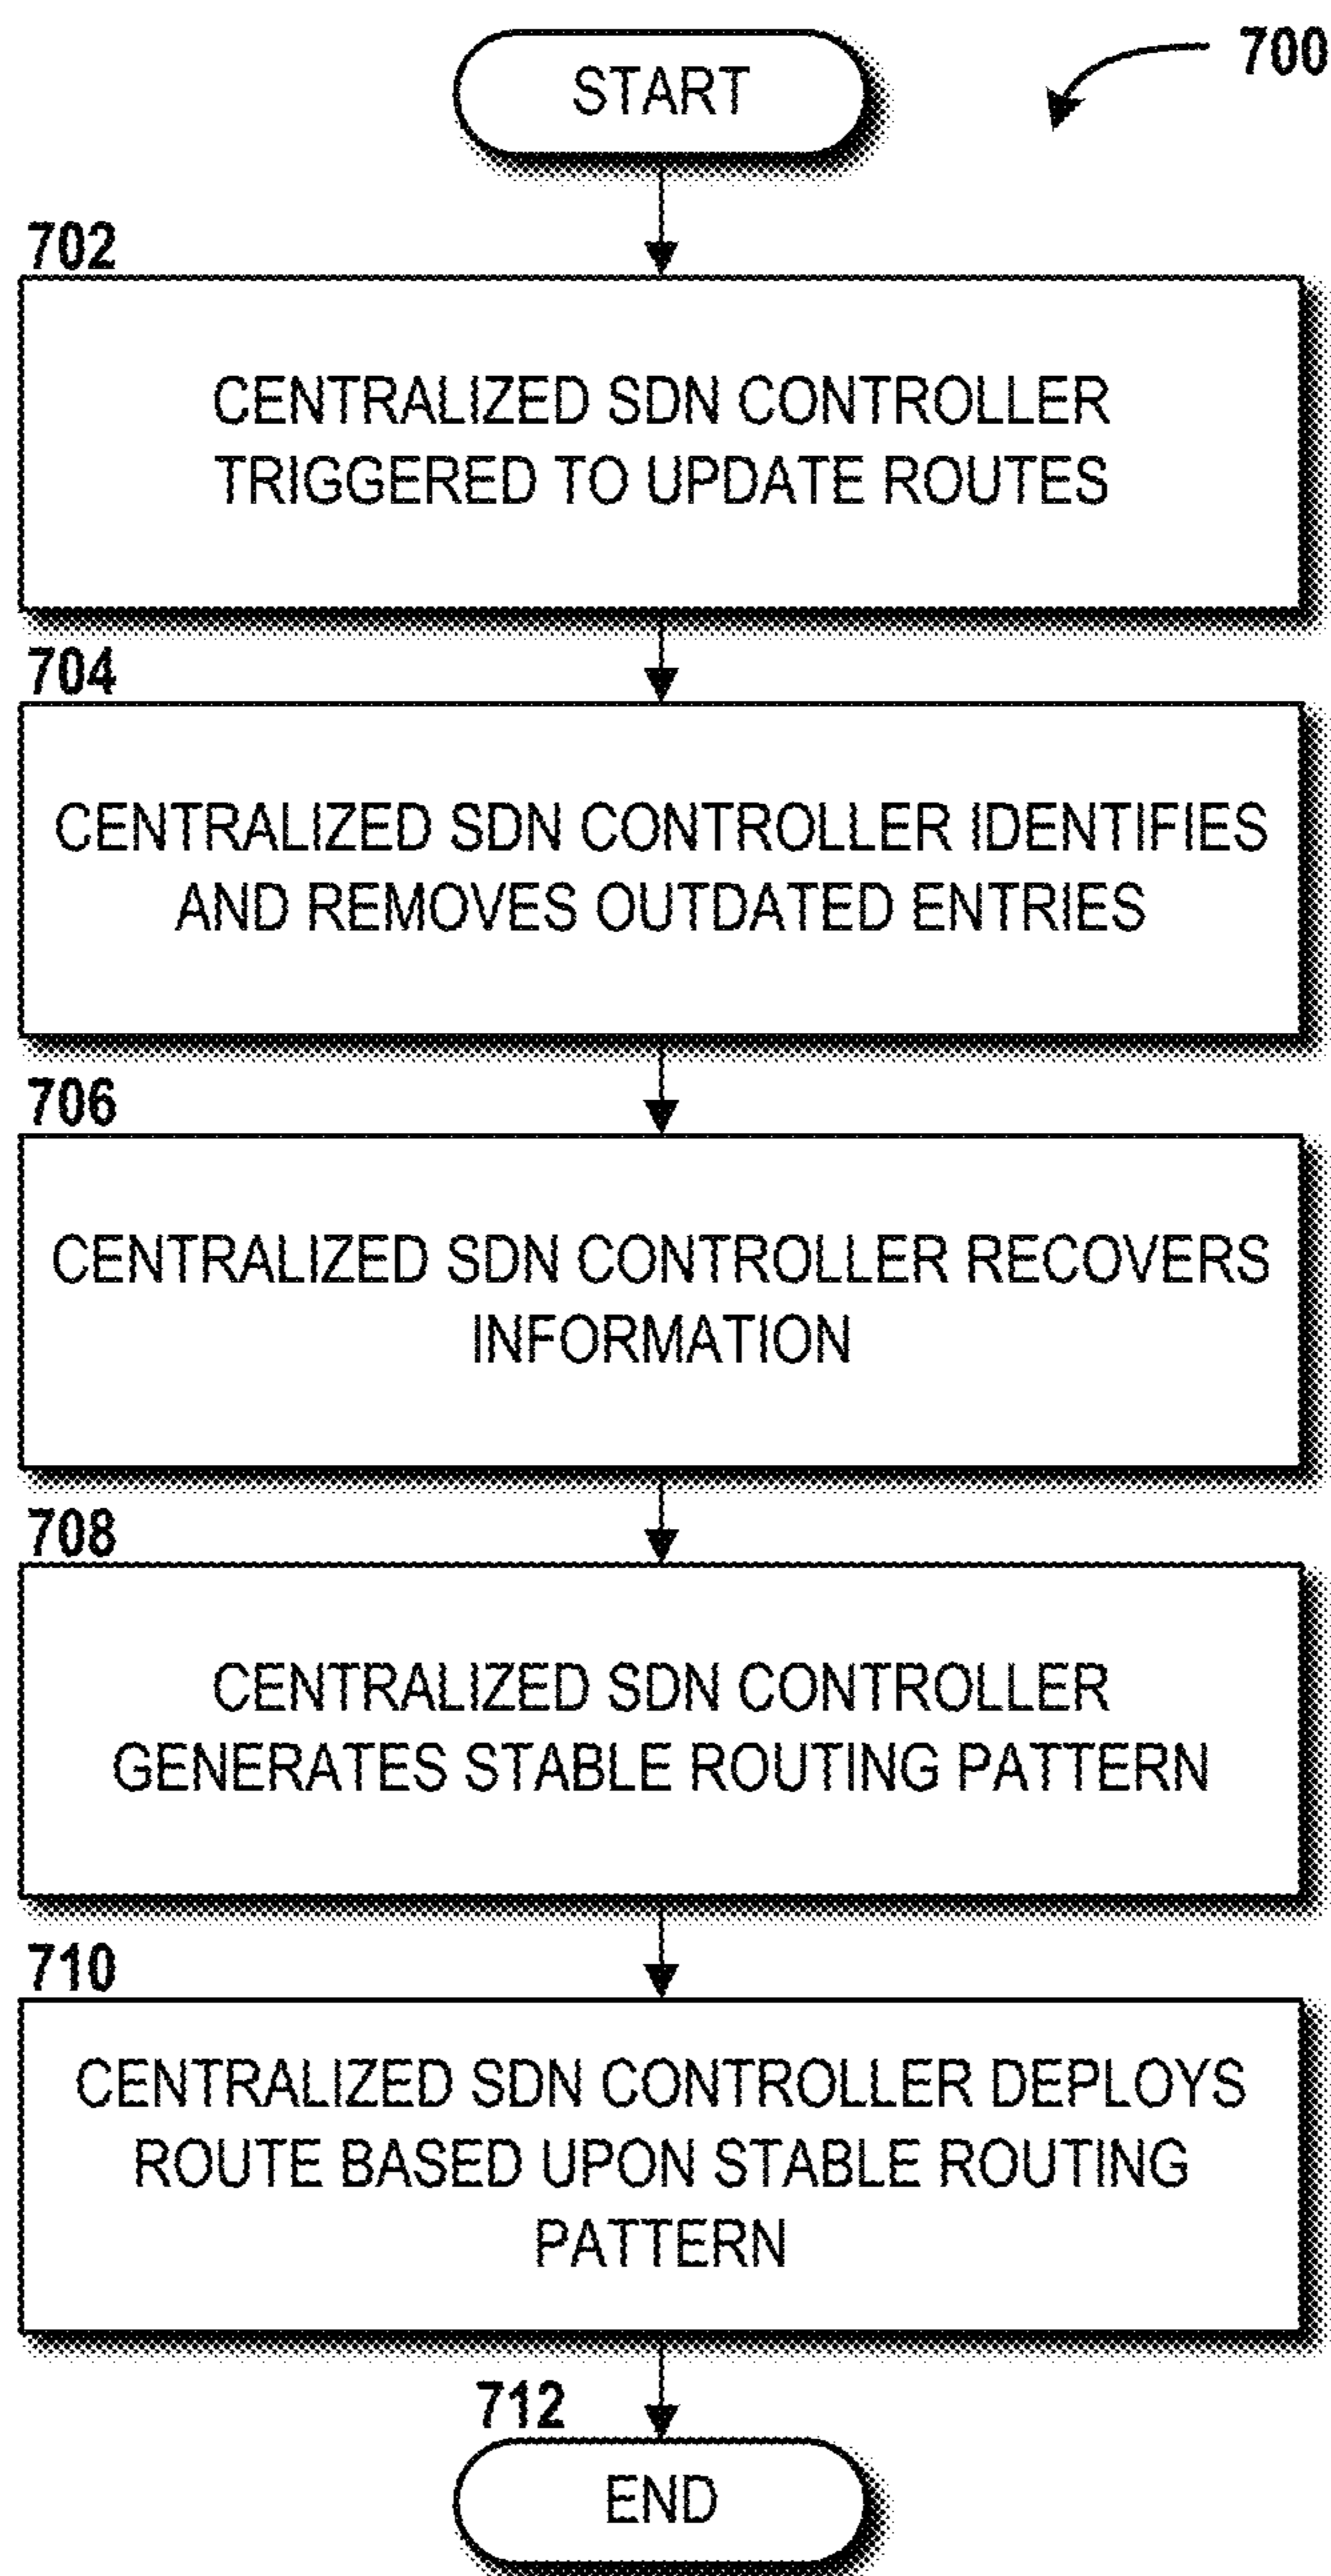 START
700
702
CENTRALIZED SDN CONTROLLER
TRIGGERED TO UPDATE ROUTES
704
CENTRALIZED SDN CONTROLLER IDENTIFIES
AND REMOVES OUTDATED ENTRIES
706
CENTRALIZED SDN CONTROLLER RECOVERS
INFORMATION
708
CENTRALIZED SDN CONTROLLER
GENERATES STABLE ROUTING PATTERN
710
CENTRALIZED SDN CONTROLLER DEPLOYS
ROUTE BASED UPON STABLE ROUTING
PATTERN
712
END